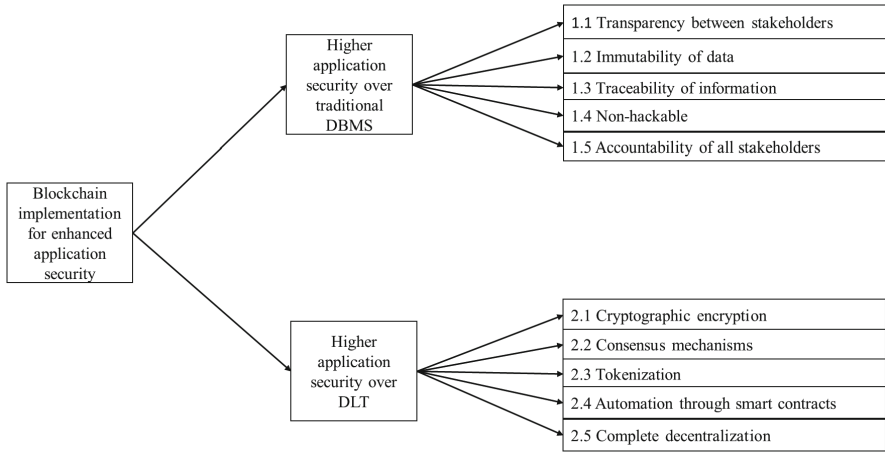 Blockchain
implementation
for enhanced
application
security
Higher
application
security over
traditional
DBMS
1.1 Transparency between stakeholders
1.2 Immutability of data
1.3 Traceability of information
1.4 Non-hackable
1.5 Accountability of all stakeholders
Higher
application
security over
DLT
2.1 Cryptographic encryption
2.2 Consensus mechanisms
2.3 Tokenization
2.4 Automation through smart contracts
2.5 Complete decentralization